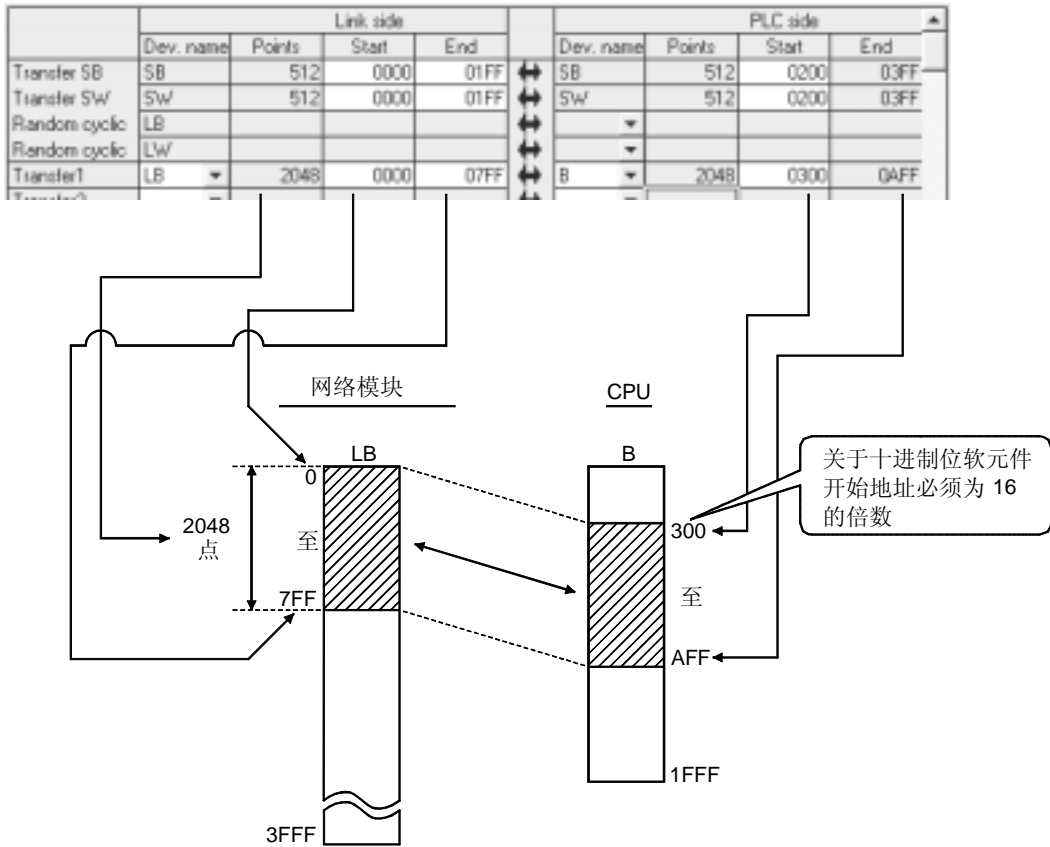 Link side PLC side
Dev. name Points Start End Dev. name Points Start End
Transfer SB SB 512 0000 01FF SB 512 0200 03FF
Transfer SW SW 512 0000 01FF SW 512 0200 03FF
Random cyclic LB
Random cyclic LW
Transfer1 LB 2048 0000 07FF B 2048 0300 0AFF
网络模块 CPU
LB B
0
关于十进制位软元件
开始地址必须为 16
的倍数
300
2048
点
至
至
7FF
AFF
1FFF
3FFF